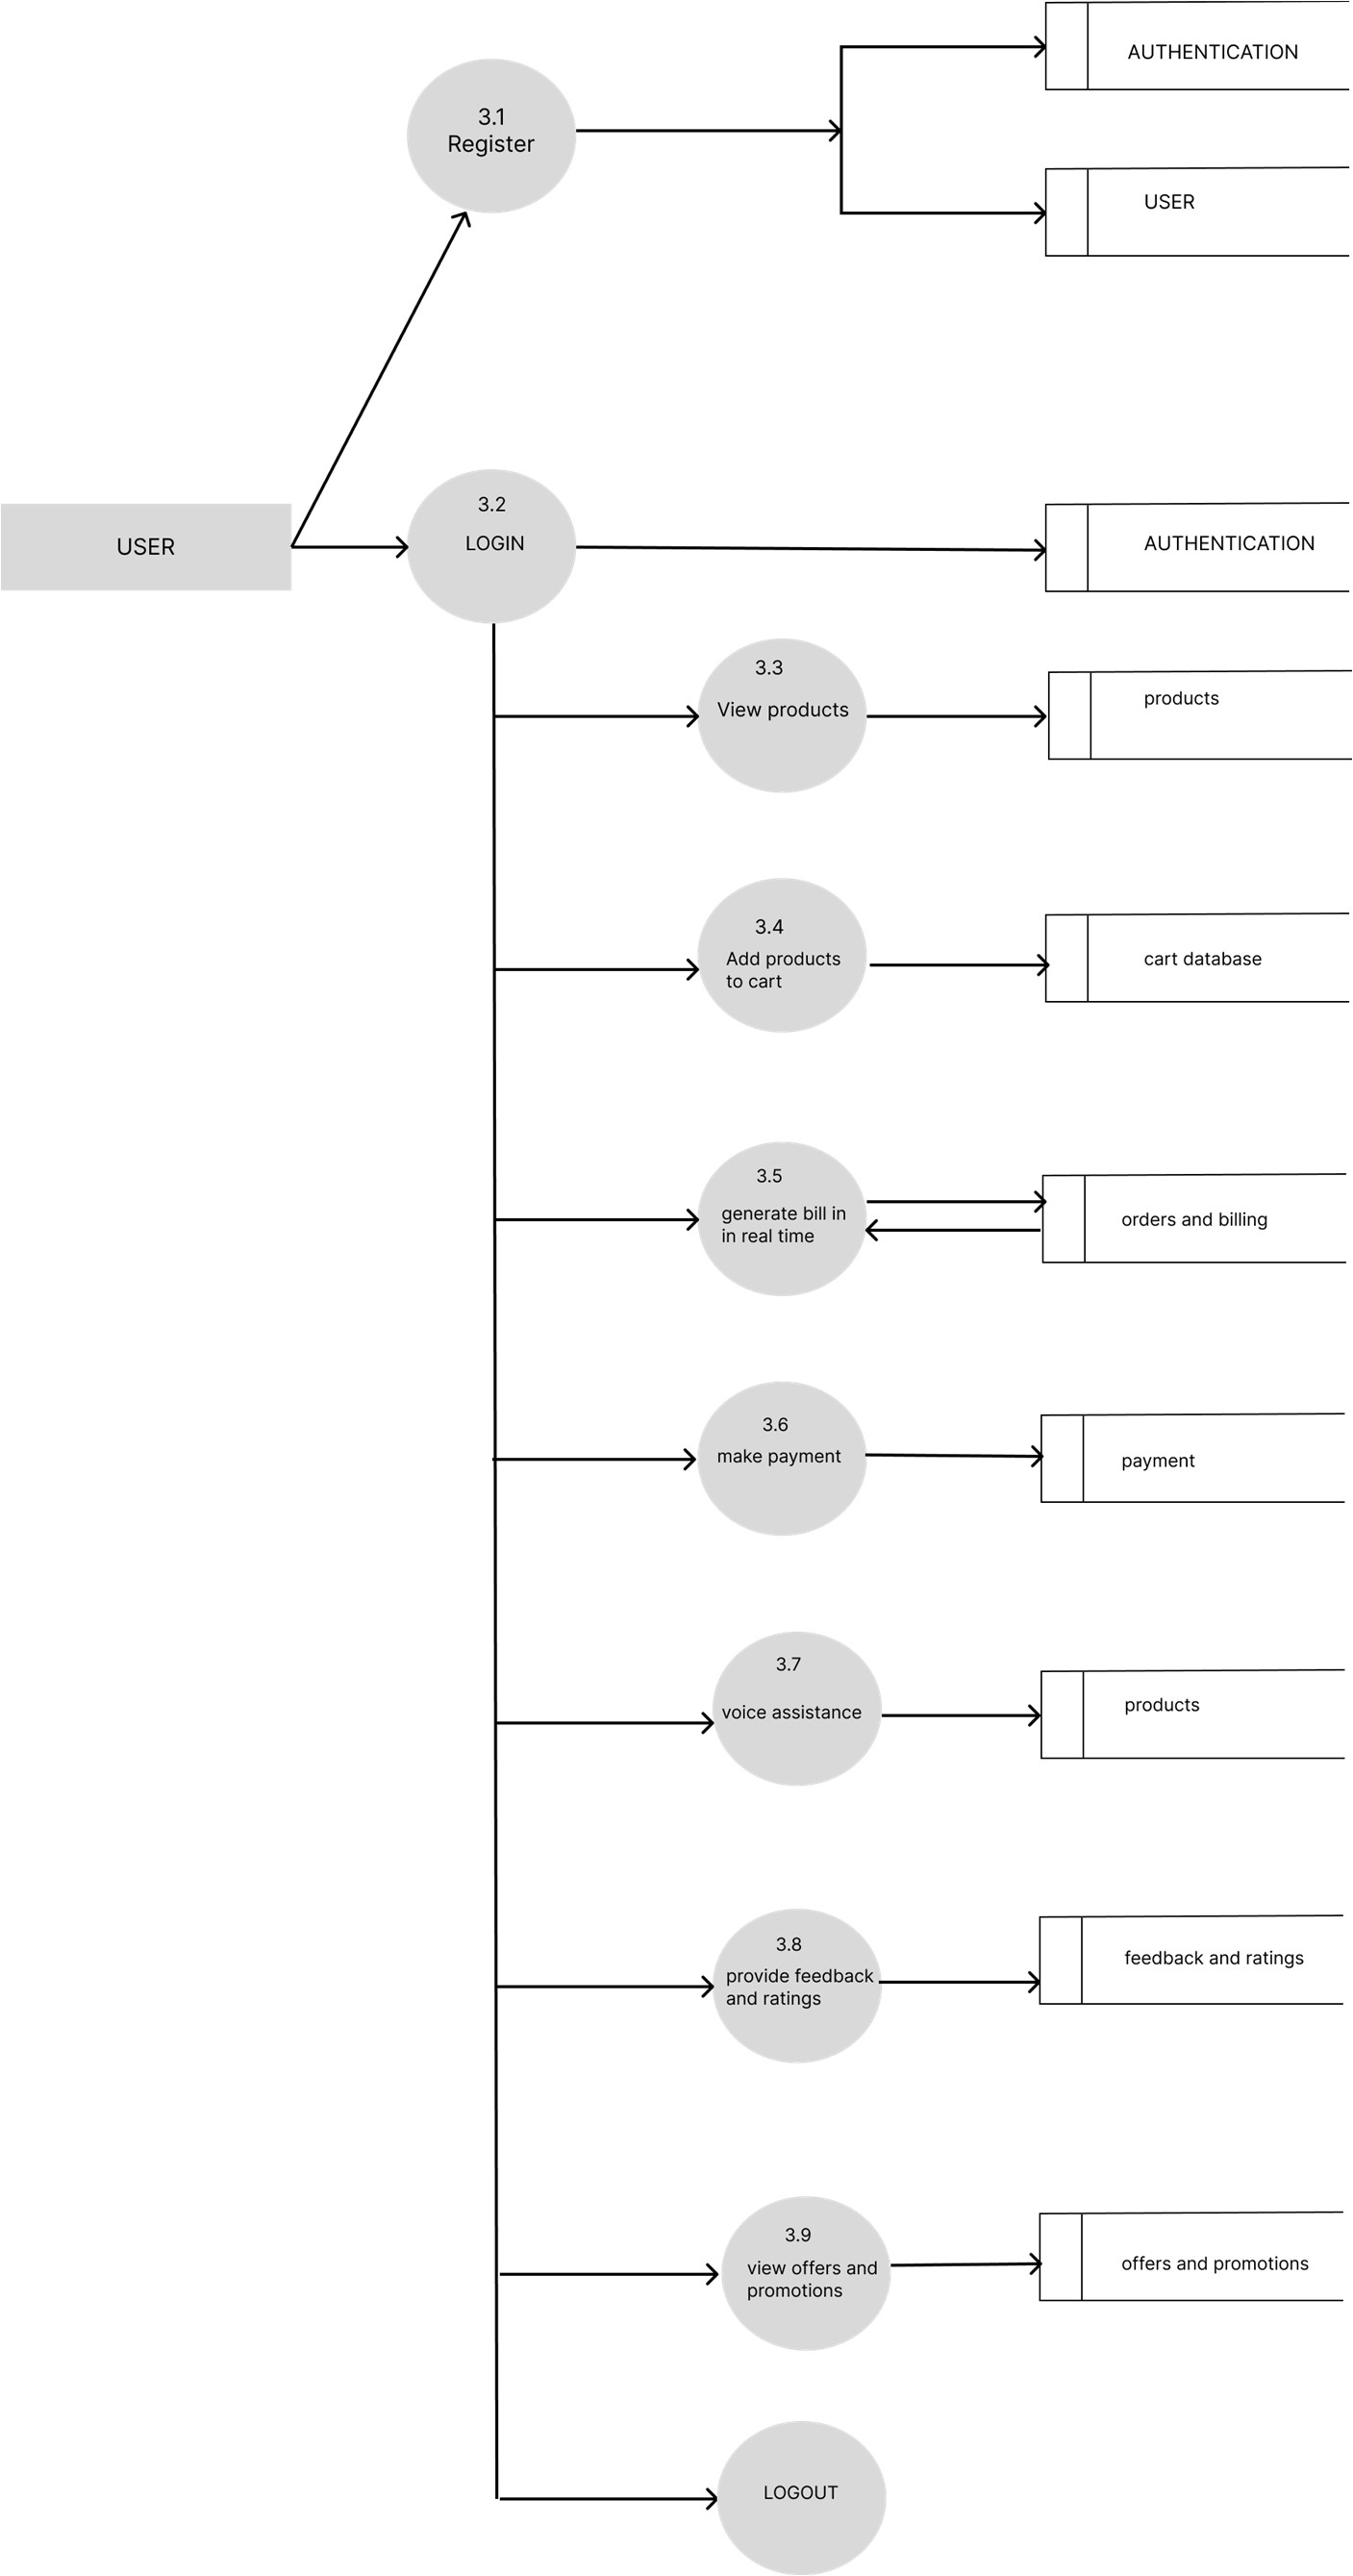 AUTHENTICATION
3.1
Register
USER
3.2
USER
LOGIN
AUTHENTICATION
3.3
View products
products
3.4
Add products
to cart
cart database
3.5
generate bill in
in real time
orders and billing
3.6
make payment
payment
3.7
voice assistance
products
3.8
provide feedback
and ratings
feedback and ratings
3.9
view offers and
promotions
offers and promotions
LOGOUT